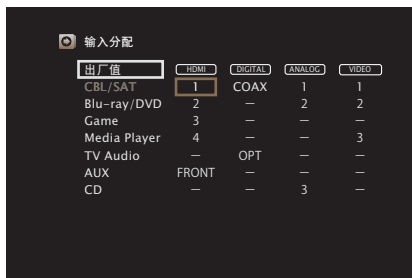 输入分配
出厂值 HDMI DIGITAL ANALOG VIDEO
CBL/SAT 1 COAX 1 1
Blu-ray/DVD 2 – 2 2
Game 3 – – –
Media Player 4 – – 3
TV Audio – OPT – –
AUX FRONT – – –
CD – – 3 –